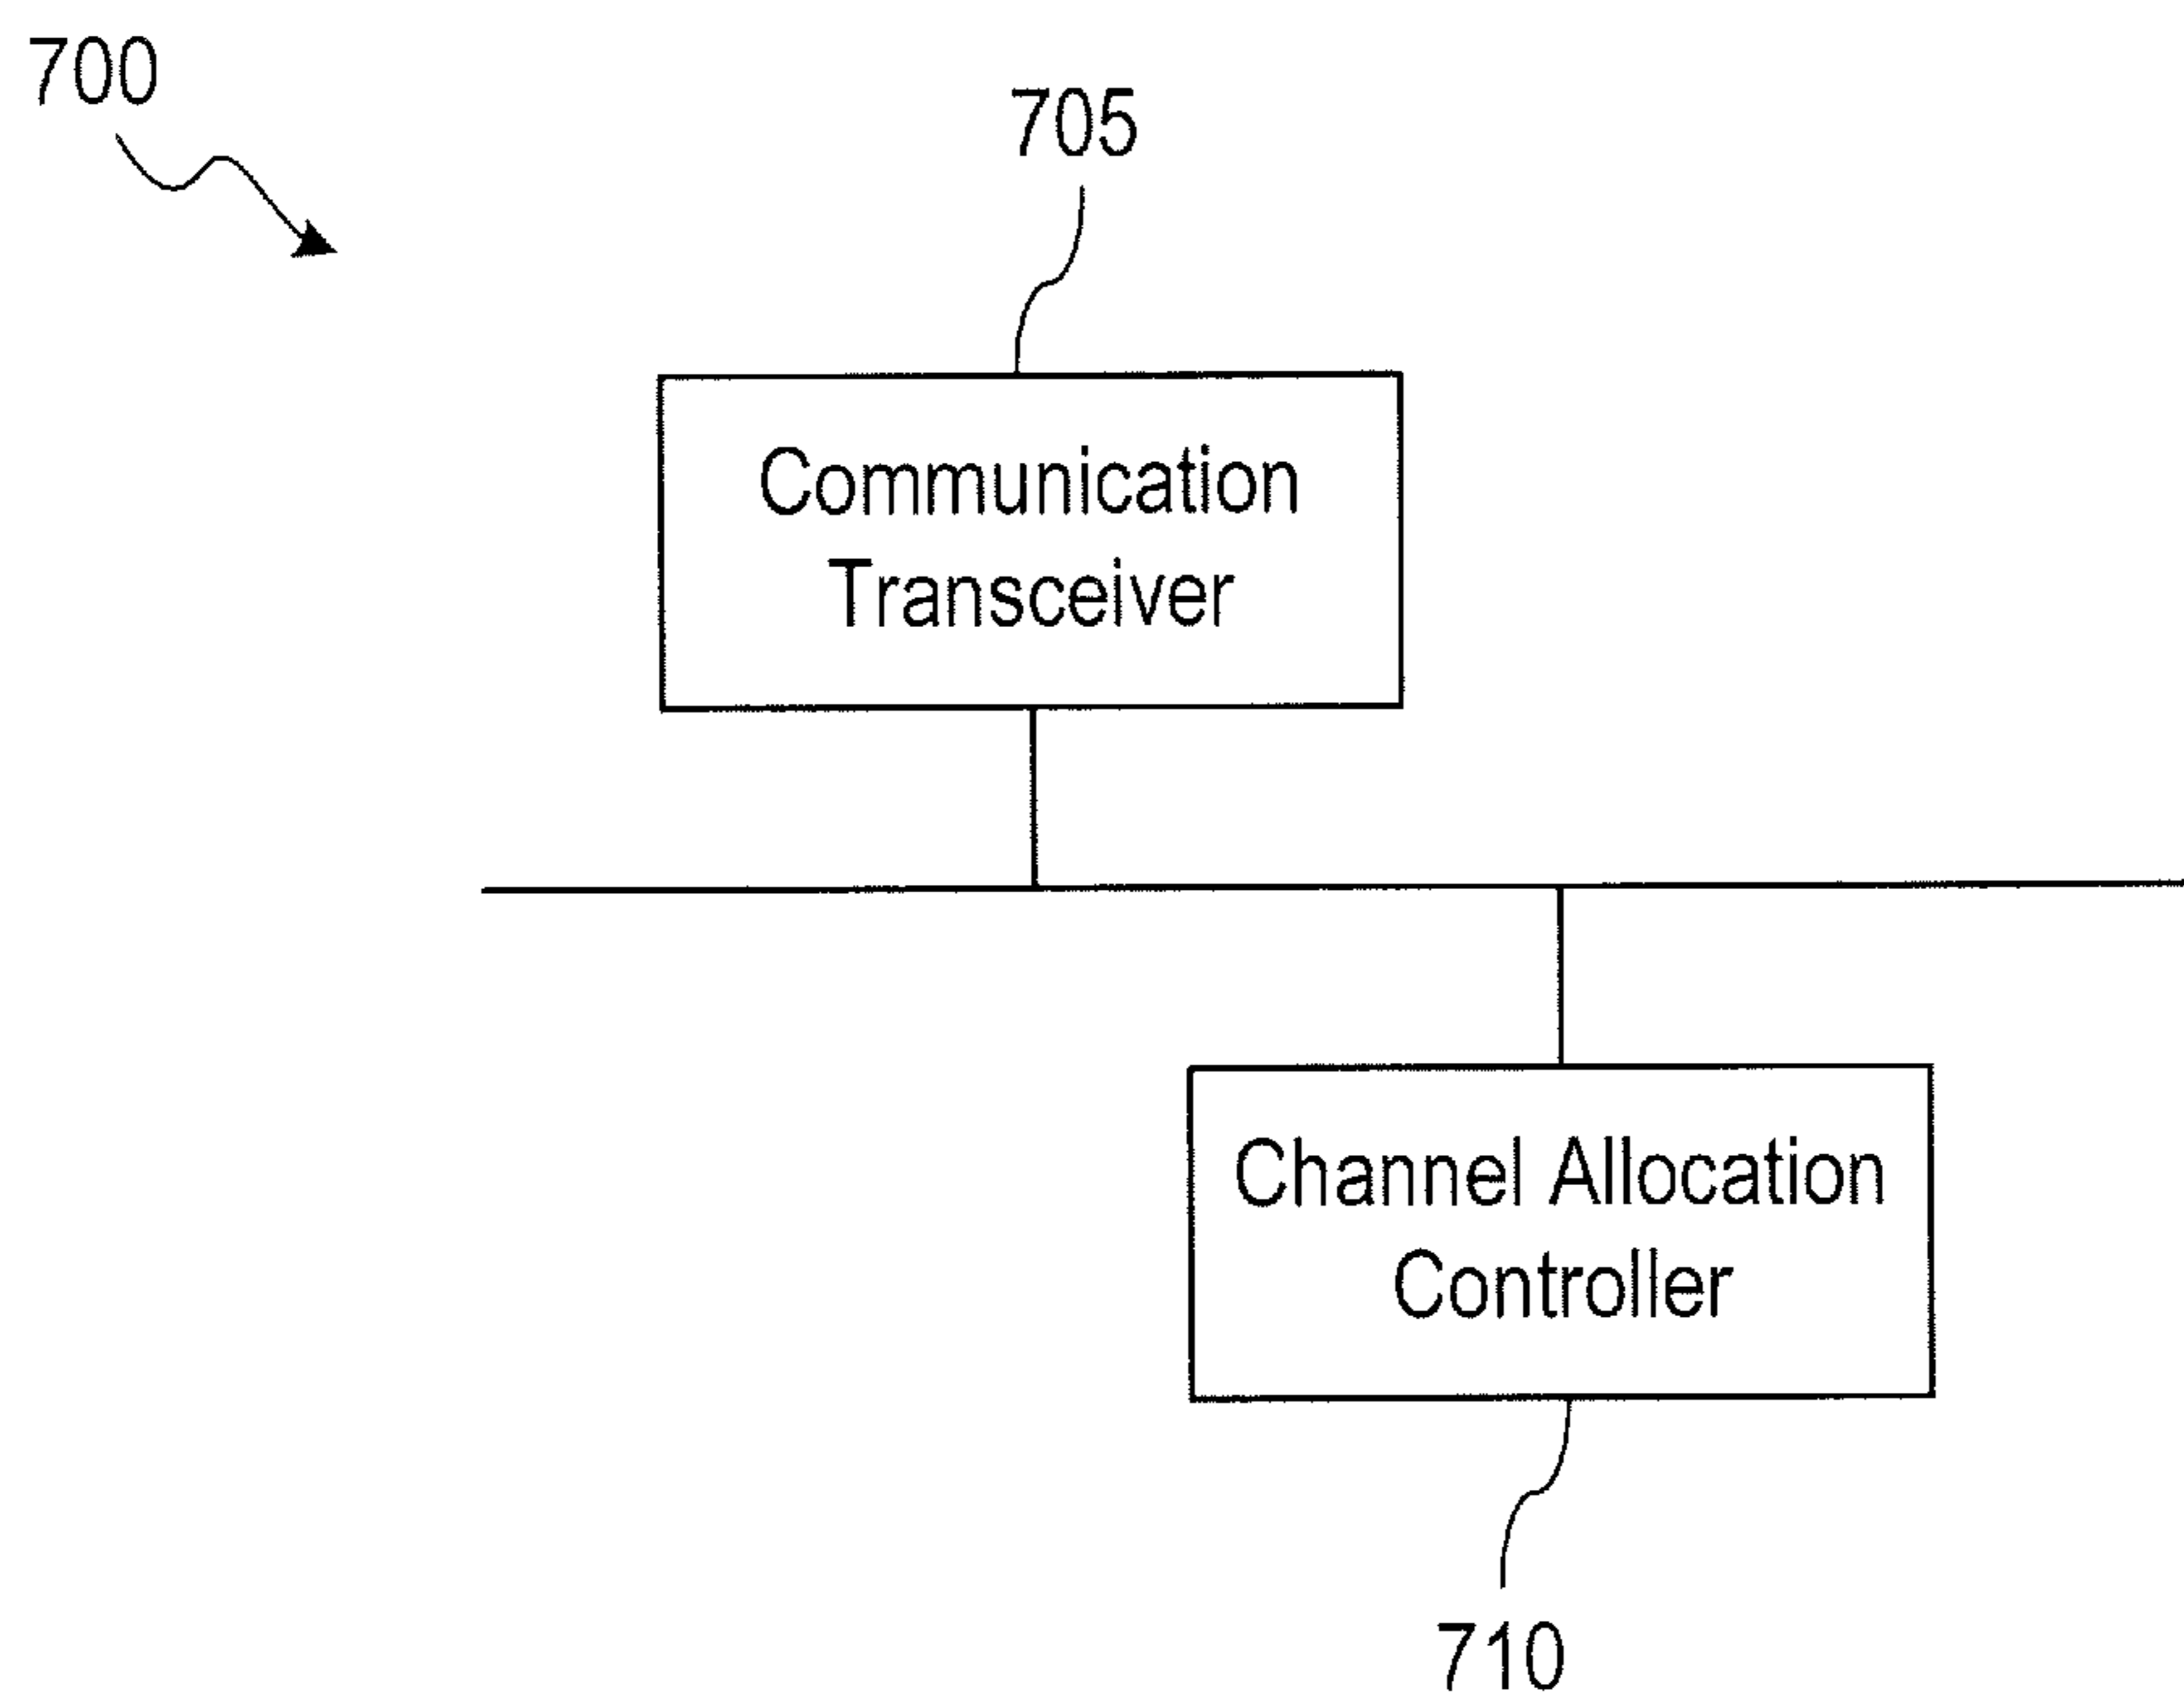 700
705
Communication
Transceiver
Channel Allocation
Controller
710